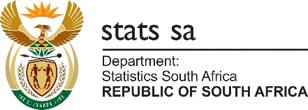 stats sa
Department:
Statistics South Africa
REPUBLIC OF SOUTH AFRICA